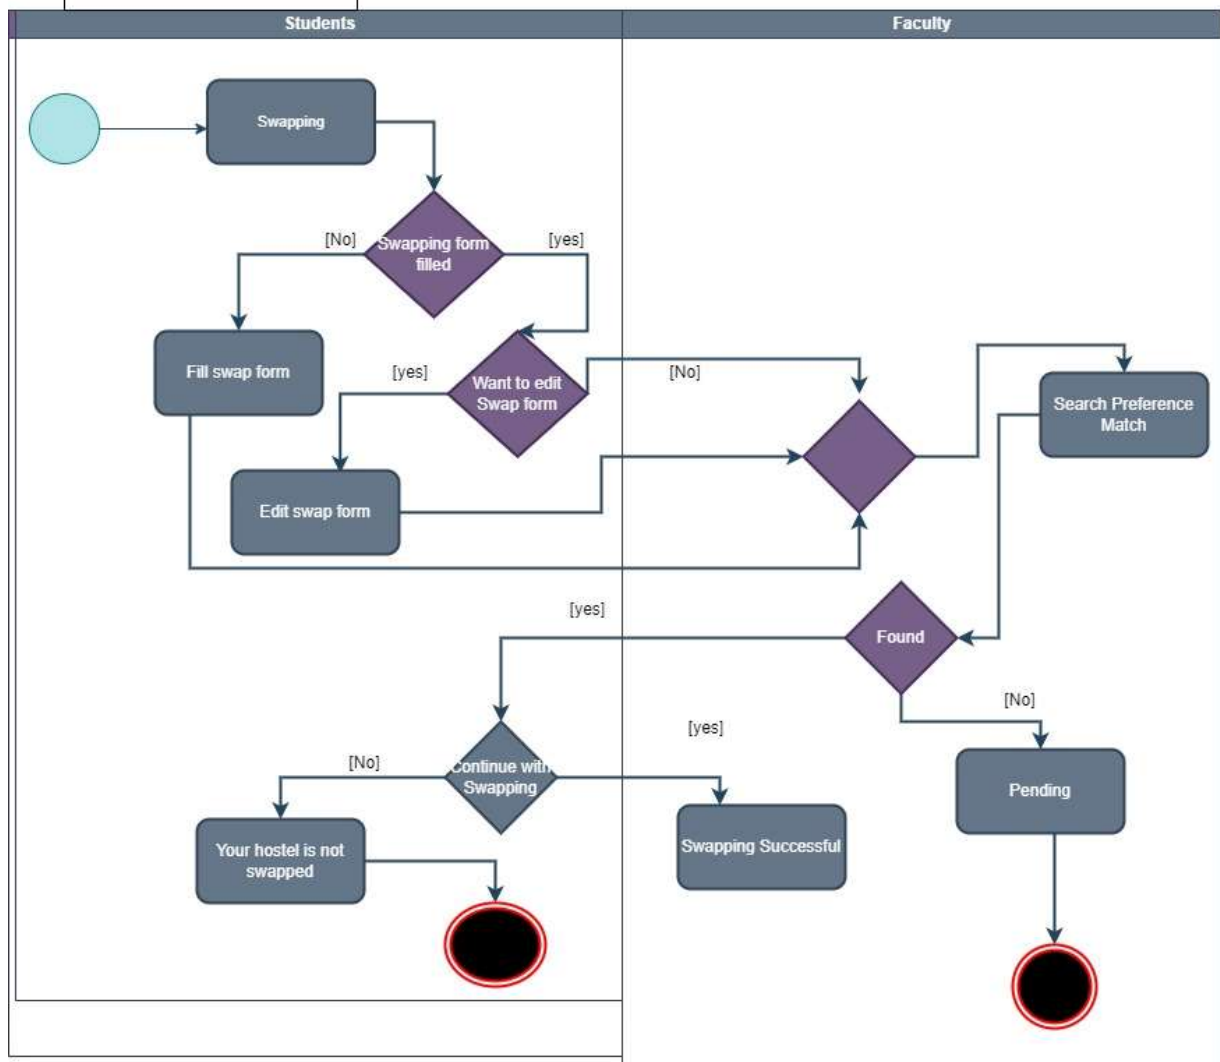 Students
Faculty
Swapping
[No]
Swapping form
filled
[yes]
Fill swap form
[yes]
Want to edit
Swap form
[No]
Search Preference
Match
Edit swap form
[yes]
Found
[No]
[yes]
[No]
Continue with
Swapping
Pending
Your hostel is not
swapped
Swapping Successful